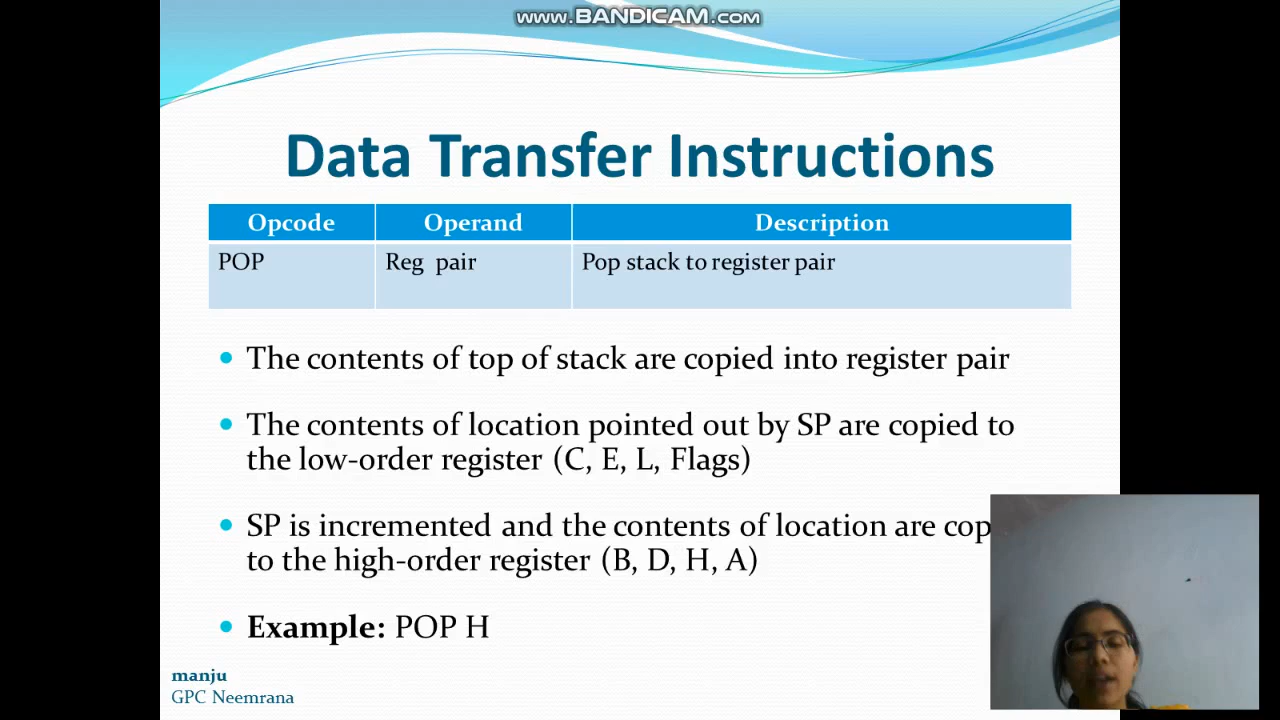 www.BANDICAM.com
Data Transfer Instructions
Opcode Operand Description
POP Reg pair Pop stack to register pair
• The contents of top of stack are copied into register pair
• The contents of location pointed out by SP are copied to
the low-order register (C, E, L, Flags)
• SP is incremented and the contents of location are cop
to the high-order register (B, D, H, A)
• Example: POP H
manju
GPC Neemrana